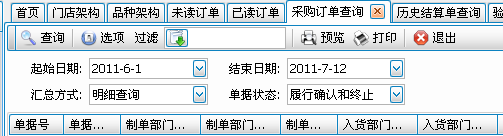 首页 门店架构 品种架构 未读订单 已读订单 采购订单查询 历史结算单查询
查询 选项 过滤 预览 打印 退出
起始日期: 2011-6-1 结束日期: 2011-7-12
汇总方式: 明细查询 单据状态: 履行确认和终止
单据号 单据... 制单部门... 制单部门... 制单... 入货部门... 入货部门...